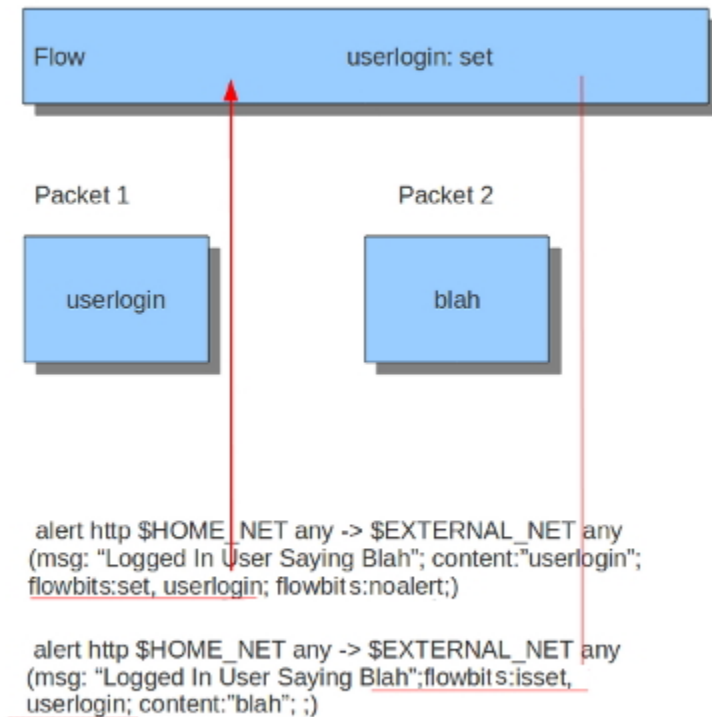 Flow userlogin: set
Packet 1 Packet 2
userlogin blah
alert http $HOME_NET any -> $EXTERNAL_NET any
(msg: “Logged In User Saying Blah”; content:”userlogin”;
flowbits:set, userlogin; flowbits:noalert;)
alert http $HOME_NET any -> $EXTERNAL_NET any
(msg: “Logged In User Saying Blah”;flowbits:isset,
userlogin; content:”blah”; ;)